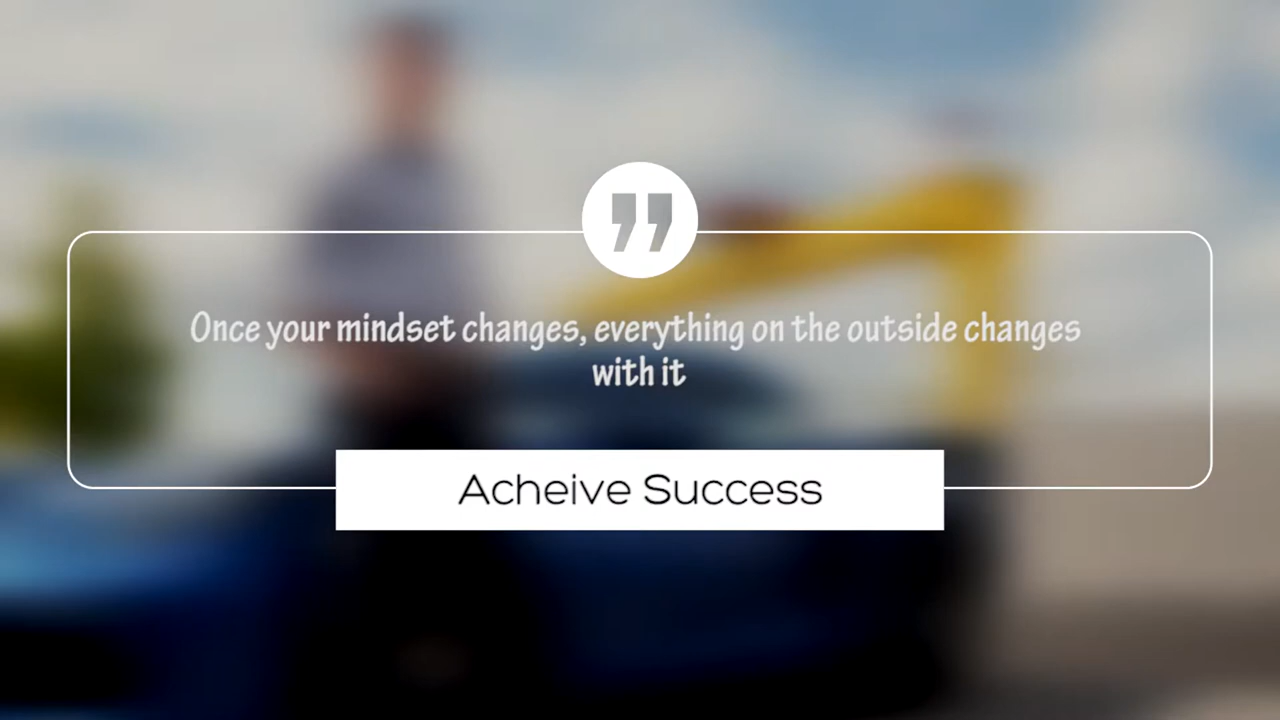 Once your mindset changes, everything on the outside changes
with it
Acheive Success